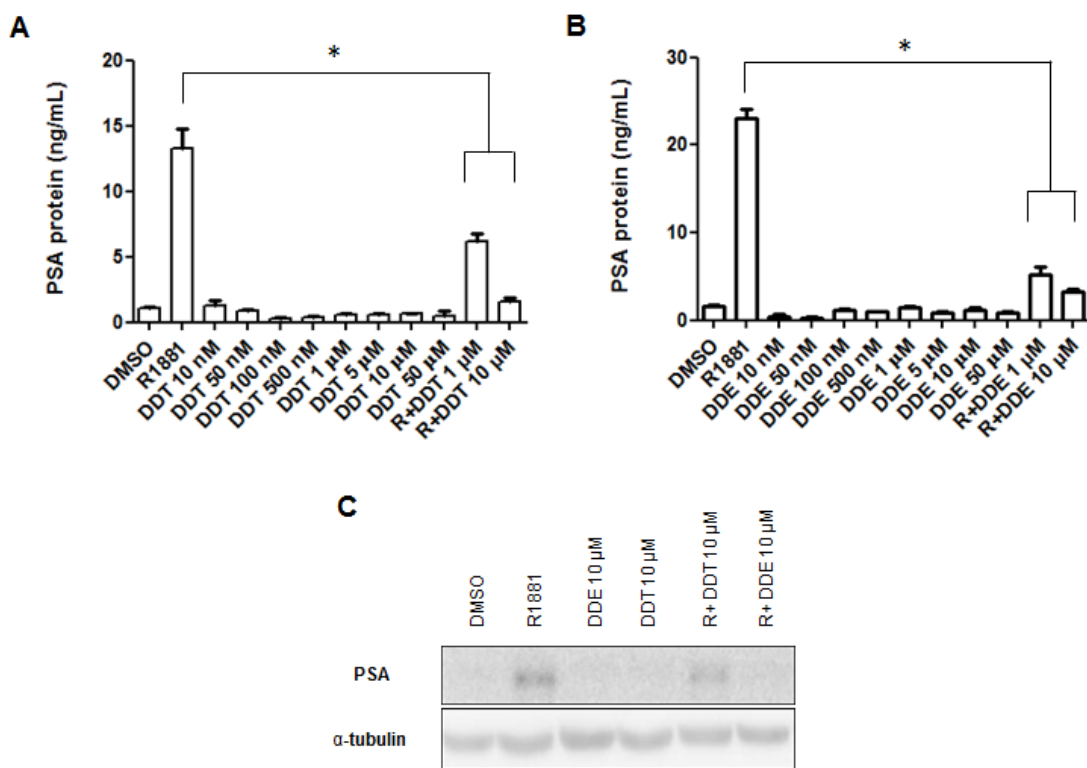 A
*
PSA protein (ng/mL)
20
15
10
5
0
DMSO
R1881
DDT 10 nM
DDT 50 nM
DDT 100 nM
DDT 500 nM
DDT 1 µM
DDT 5 µM
DDT 10 µM
DDT 50 µM
R+DDT 1 µM
R+DDT 10 µM
B
*
PSA protein (ng/mL)
30
20
10
0
DMSO
R1881
DDE 10 nM
DDE 50 nM
DDE 100 nM
DDE 500 nM
DDE 1 µM
DDE 5 µM
DDE 10 µM
DDE 50 µM
R+DDE 1 µM
R+DDE 10 µM
C
DMSO
R1881
DDE 10 µM
DDT 10 µM
R+ DDT 10 µM
R+ DDE 10 µM
PSA
α-tubulin